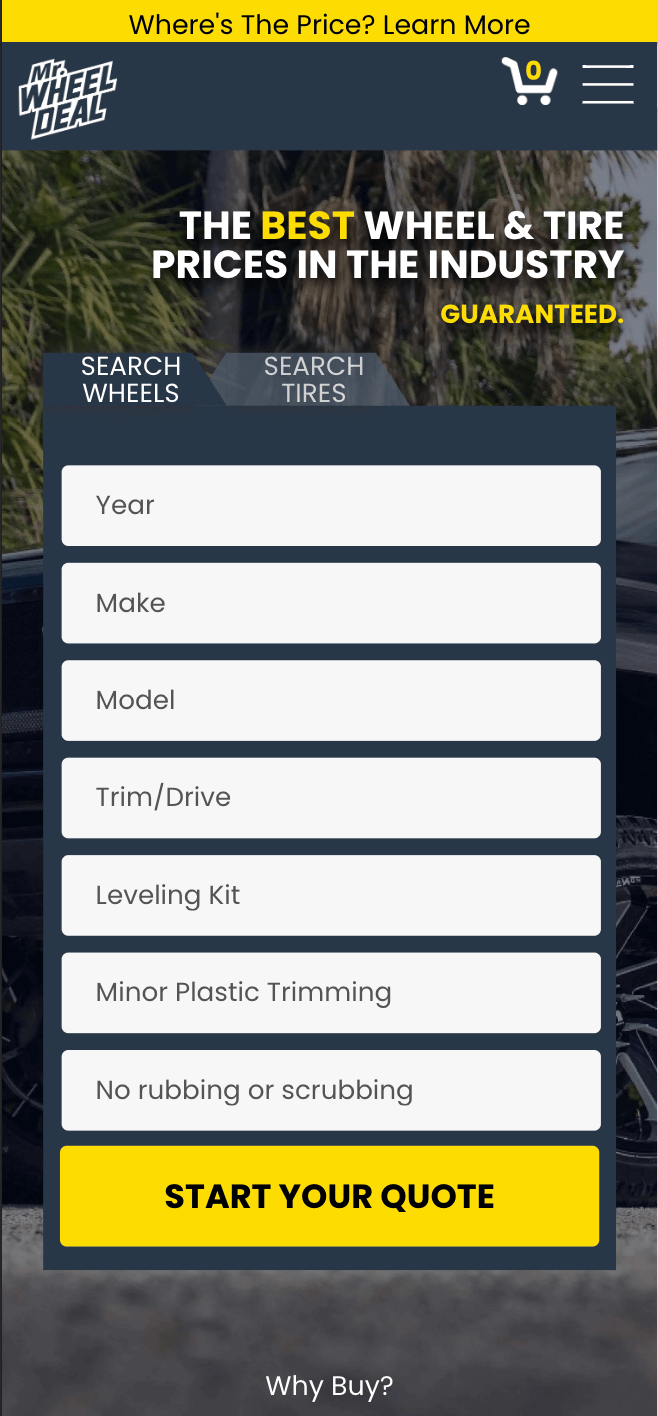 Where's The Price? Learn More
Mr.
WHEEL
DEAL
0
THE BEST WHEEL & TIRE
PRICES IN THE INDUSTRY
GUARANTEED.
SEARCH
WHEELS
SEARCH
TIRES
Year
Make
Model
Trim/Drive
Leveling Kit
Minor Plastic Trimming
No rubbing or scrubbing
START YOUR QUOTE
Why Buy?